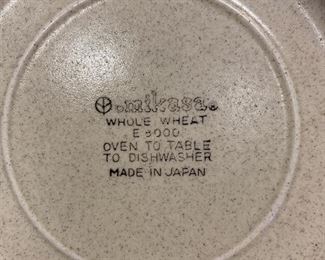 mikasa
WHOLE WHEAT
E 8000
OVEN TO TABLE
TO DISHWASHER
MADE IN JAPAN